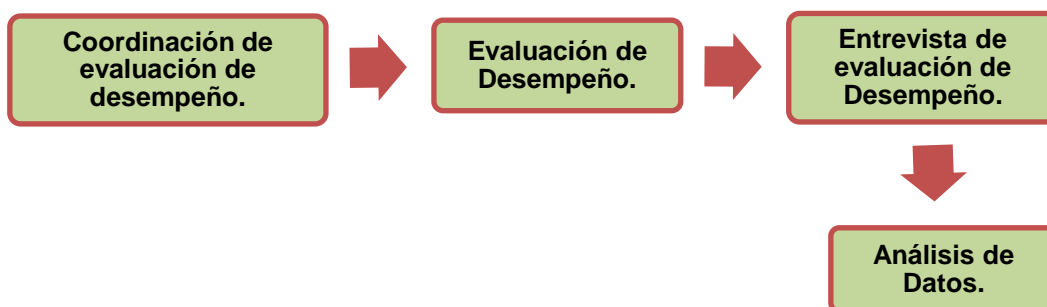 Coordinación de
evaluación de
desempeño.
Evaluación de
Desempeño.
Entrevista de
evaluación de
Desempeño.
Análisis de
Datos.